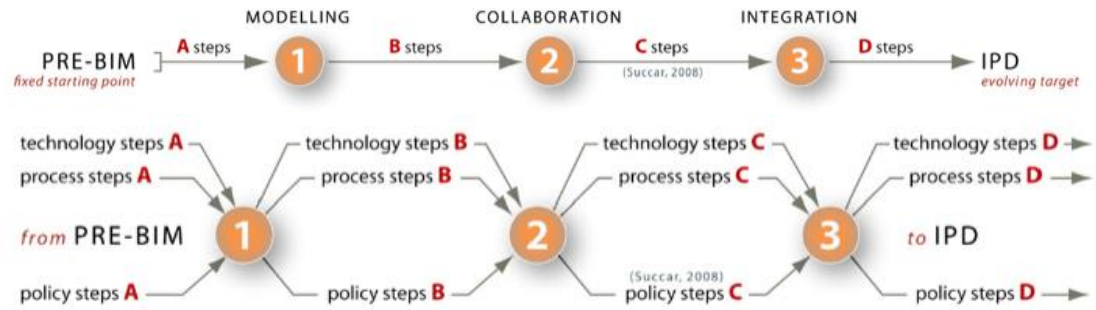 MODELLING COLLABORATION INTEGRATION
PRE-BIM A steps 1 B steps 2 C steps 3 D steps IPD
fixed starting point (Succar, 2008) evolving target
technology steps A technology steps B technology steps C technology steps D
process steps A process steps B process steps C process steps D
from PRE-BIM 1 2 3 to IPD
(Succar, 2008)
policy steps A policy steps B policy steps C policy steps D